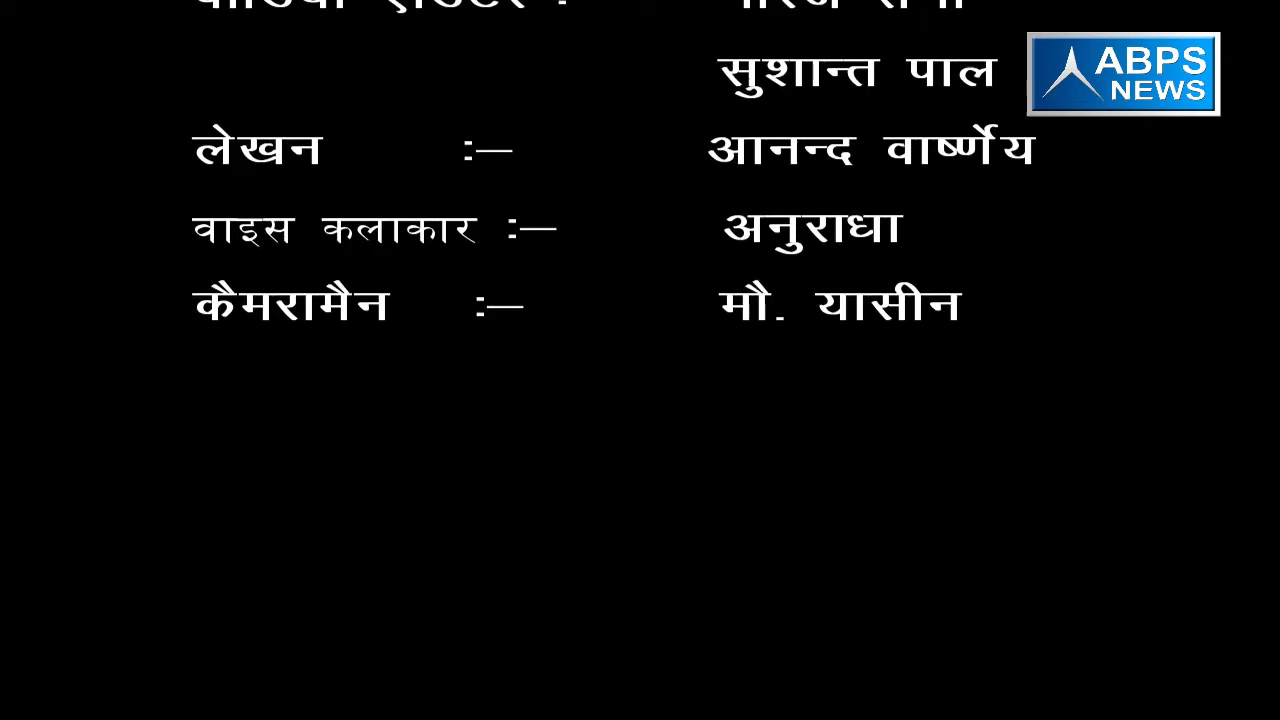 सुशान्त पाल
ABPS
NEWS
लेखन :— आनन्द वार्ष्णेय
वाइस कलाकार :— अनुराधा
कैमरामैन :— मौ. यासीन